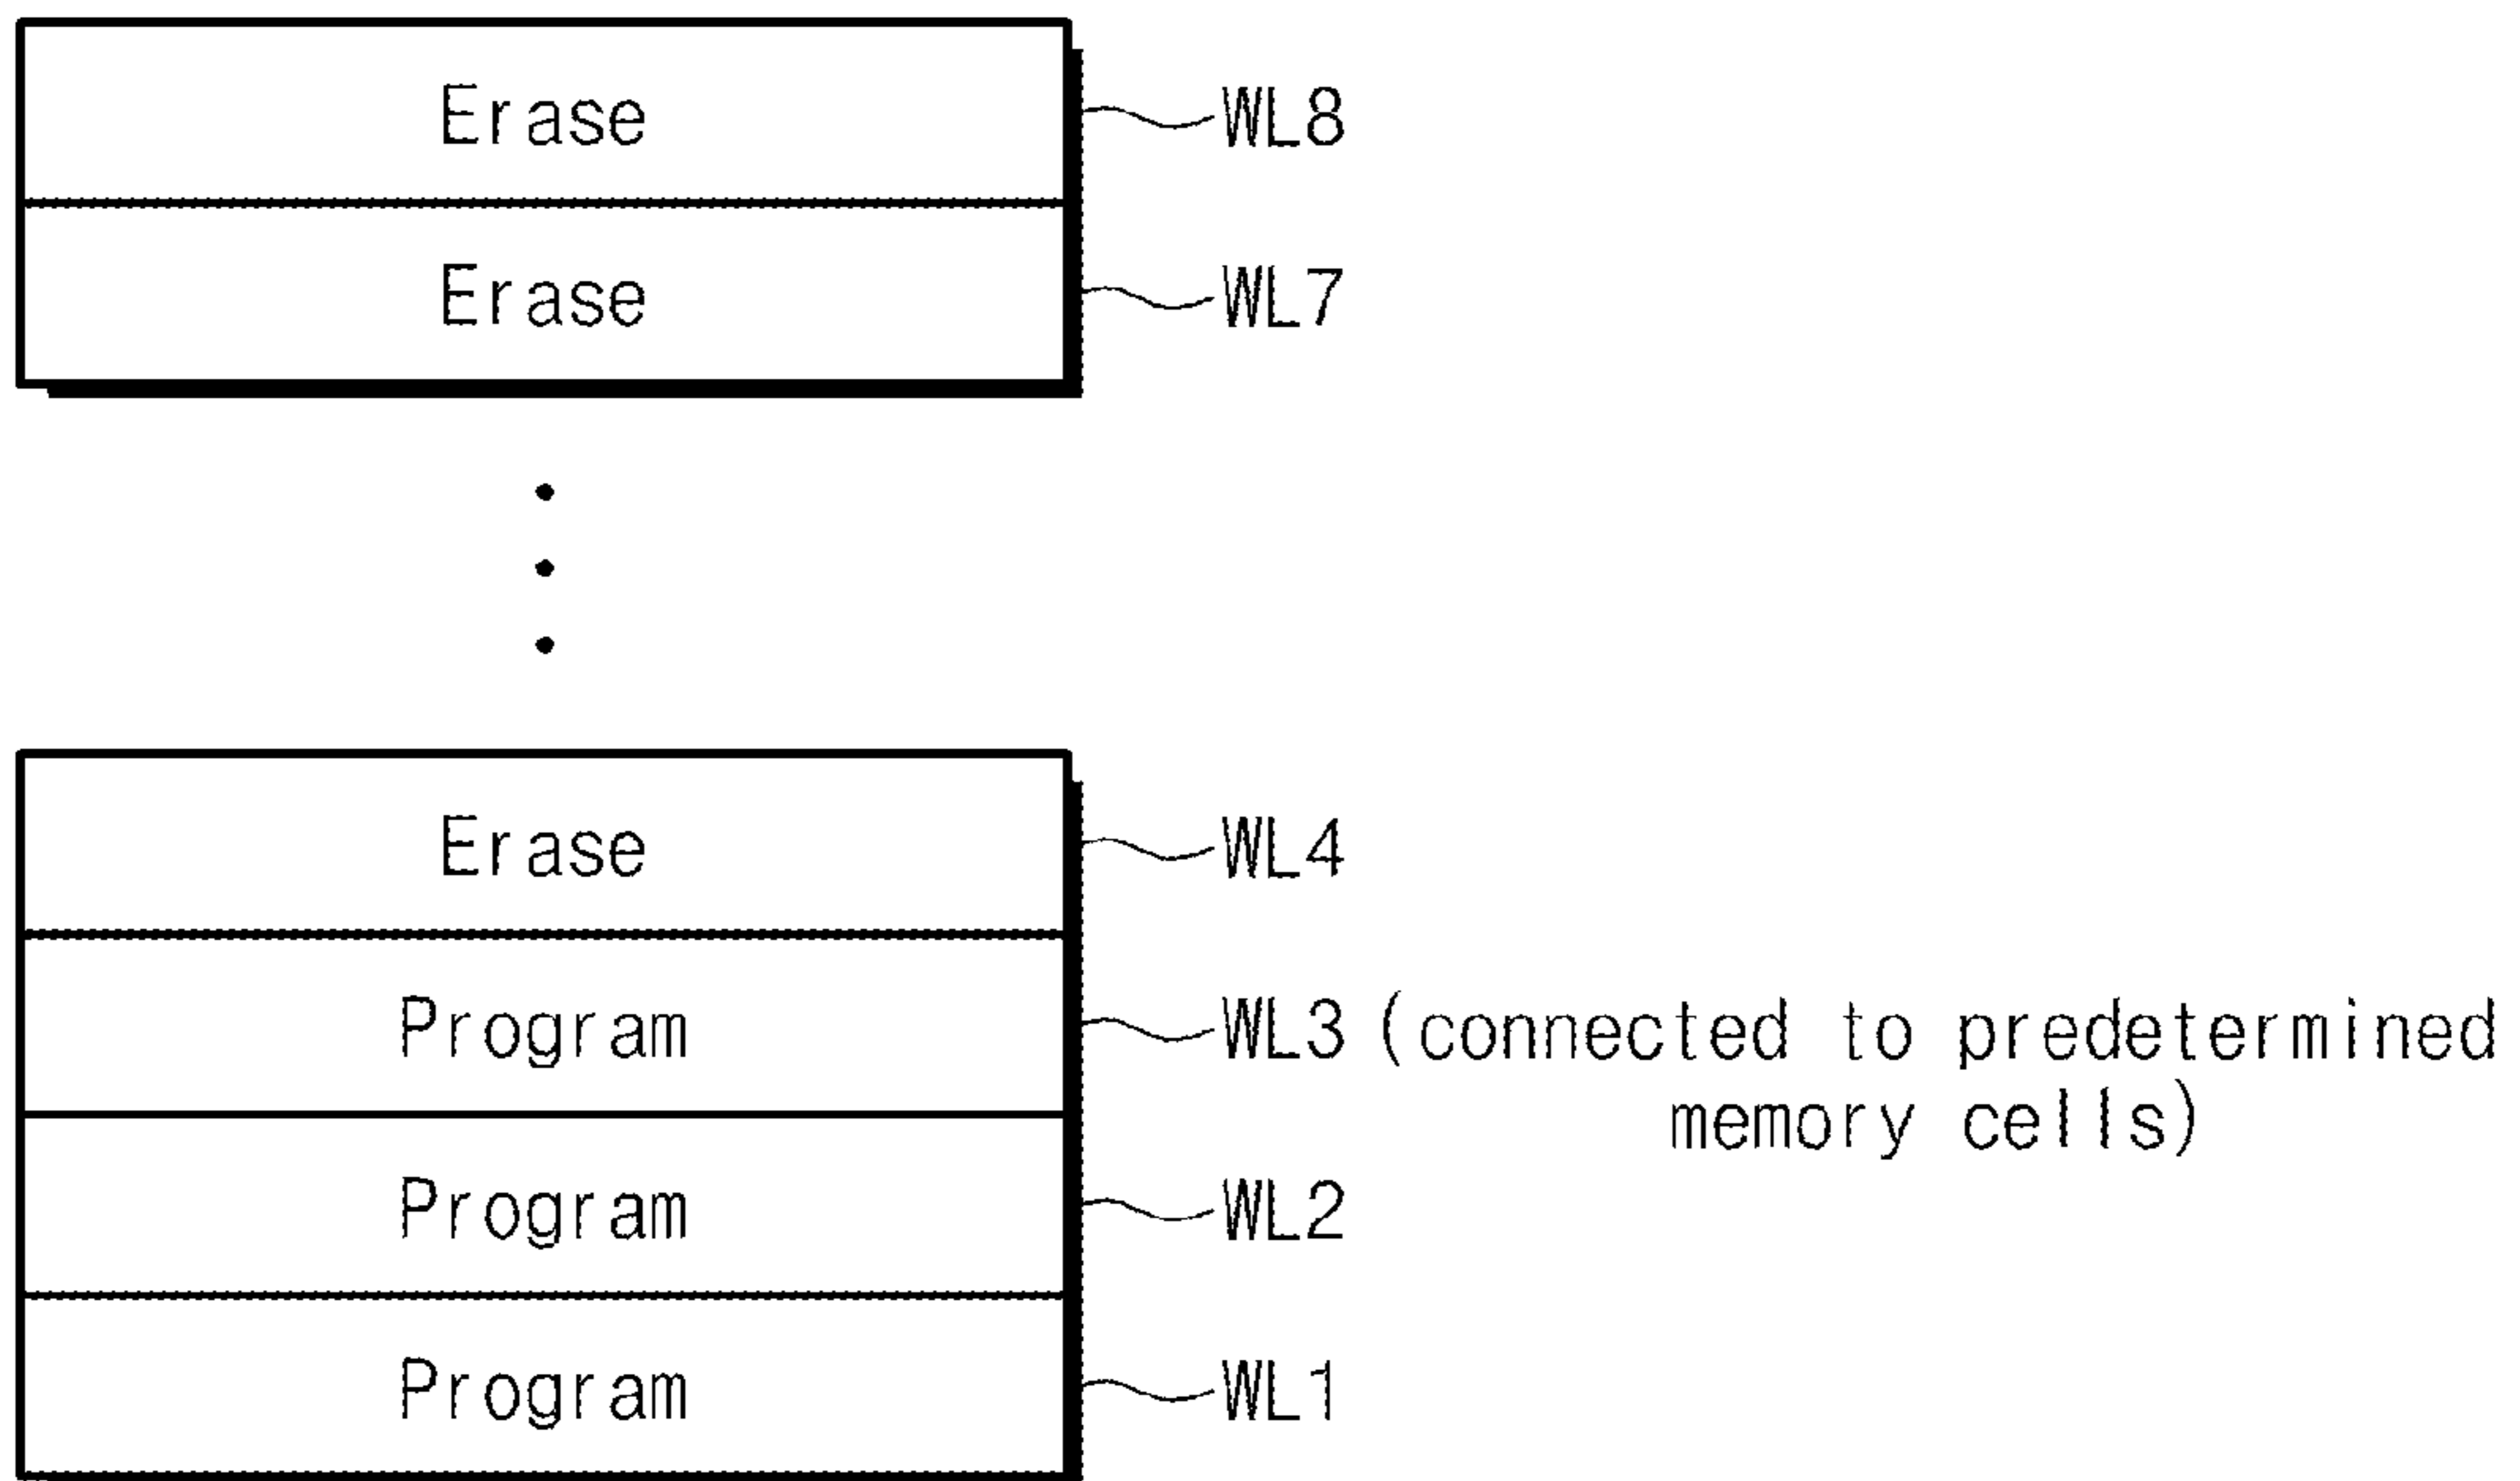 Erase WL8
Erase WL7
Erase WL4
Program WL3 (connected to predetermined
memory cells)
Program WL2
Program WL1